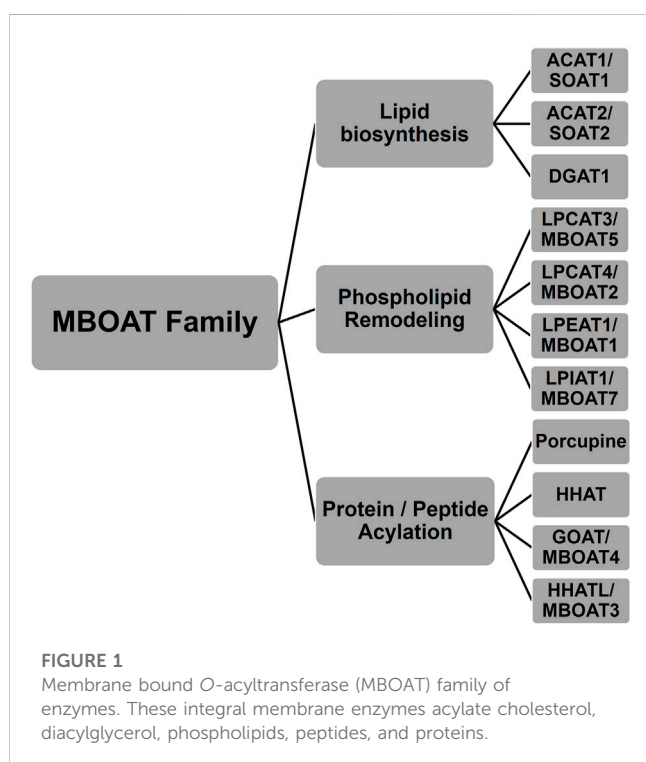 MBOAT Family
Lipid
biosynthesis
ACAT1/
SOAT1
ACAT2/
SOAT2
DGAT1
Phospholipid
Remodeling
LPCAT3/
MBOAT5
LPCAT4/
MBOAT2
LPEAT1/
MBOAT1
LPIAT1/
MBOAT7
Protein / Peptide
Acylation
Porcupine
HHAT
GOAT/
MBOAT4
HHATL/
MBOAT3
FIGURE 1
Membrane bound O-acyltransferase (MBOAT) family of
enzymes. These integral membrane enzymes acylate cholesterol,
diacylglycerol, phospholipids, peptides, and proteins.